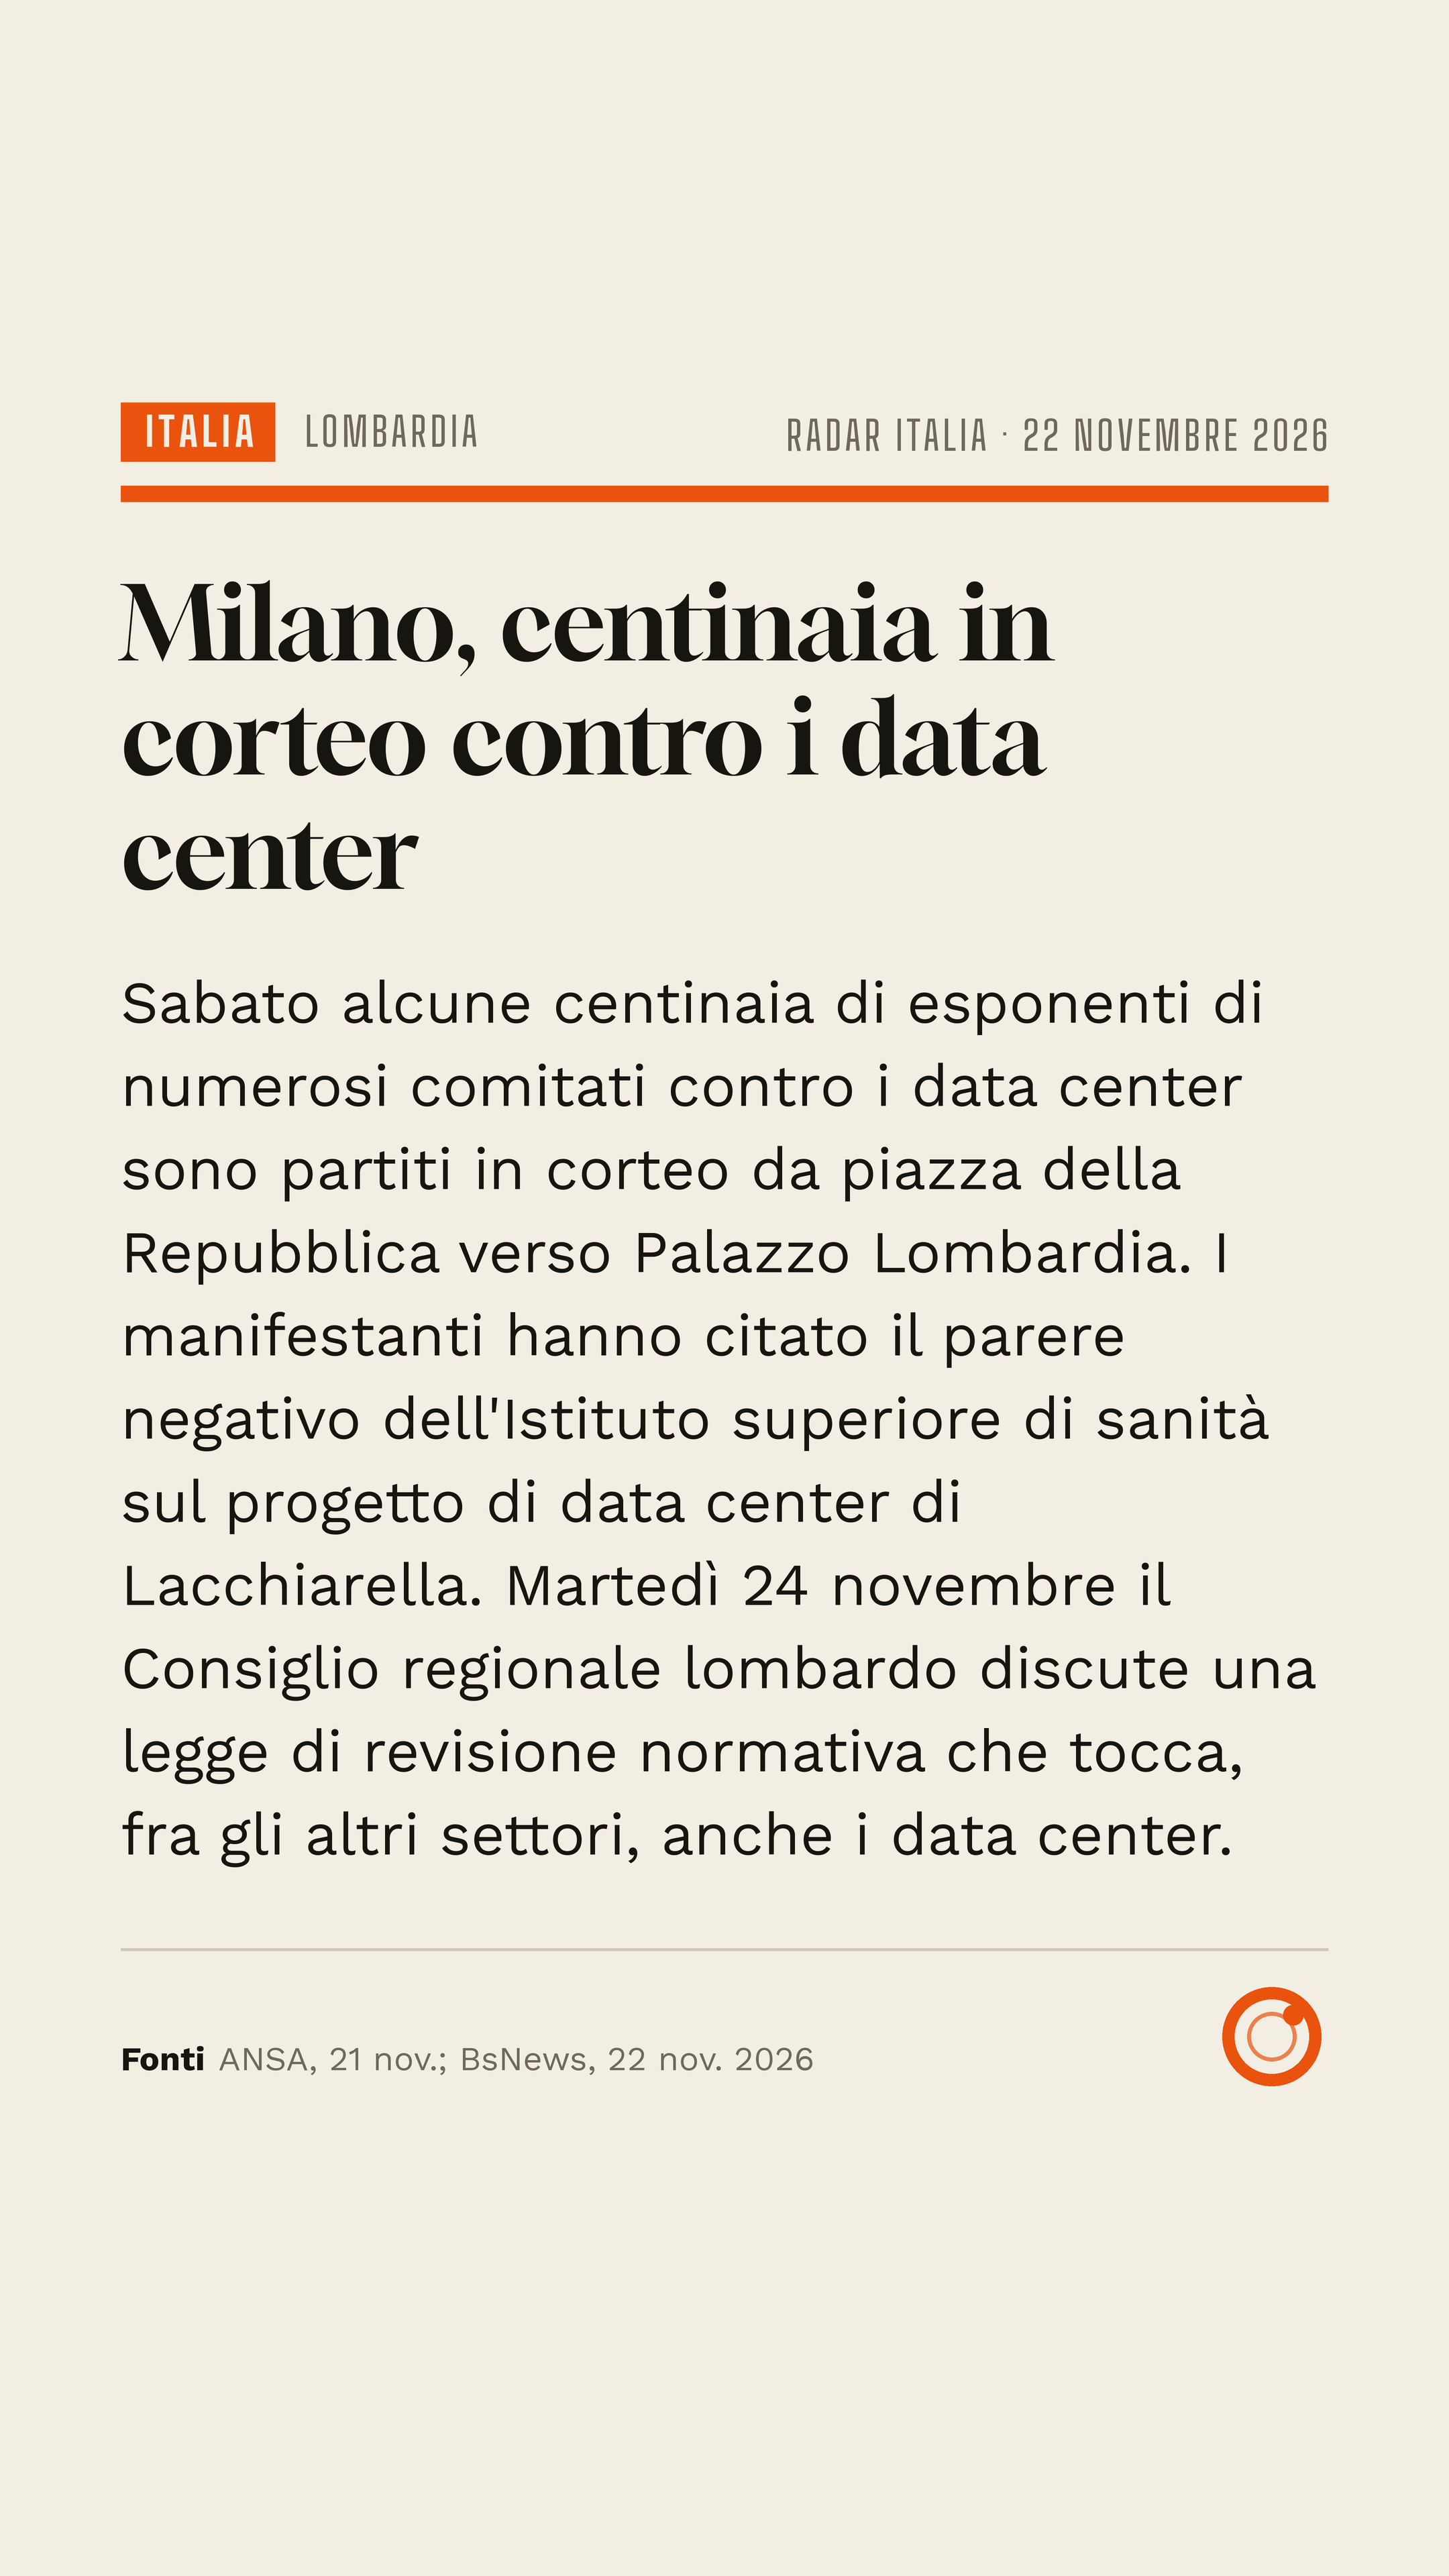 ITALIA LOMBARDIA RADAR ITALIA · 22 NOVEMBRE 2026
Milano, centinaia in
corteo contro i data
center
Sabato alcune centinaia di esponenti di
numerosi comitati contro i data center
sono partiti in corteo da piazza della
Repubblica verso Palazzo Lombardia. I
manifestanti hanno citato il parere
negativo dell'Istituto superiore di sanità
sul progetto di data center di
Lacchiarella. Martedì 24 novembre il
Consiglio regionale lombardo discute una
legge di revisione normativa che tocca,
fra gli altri settori, anche i data center.
Fonti ANSA, 21 nov.; BsNews, 22 nov. 2026